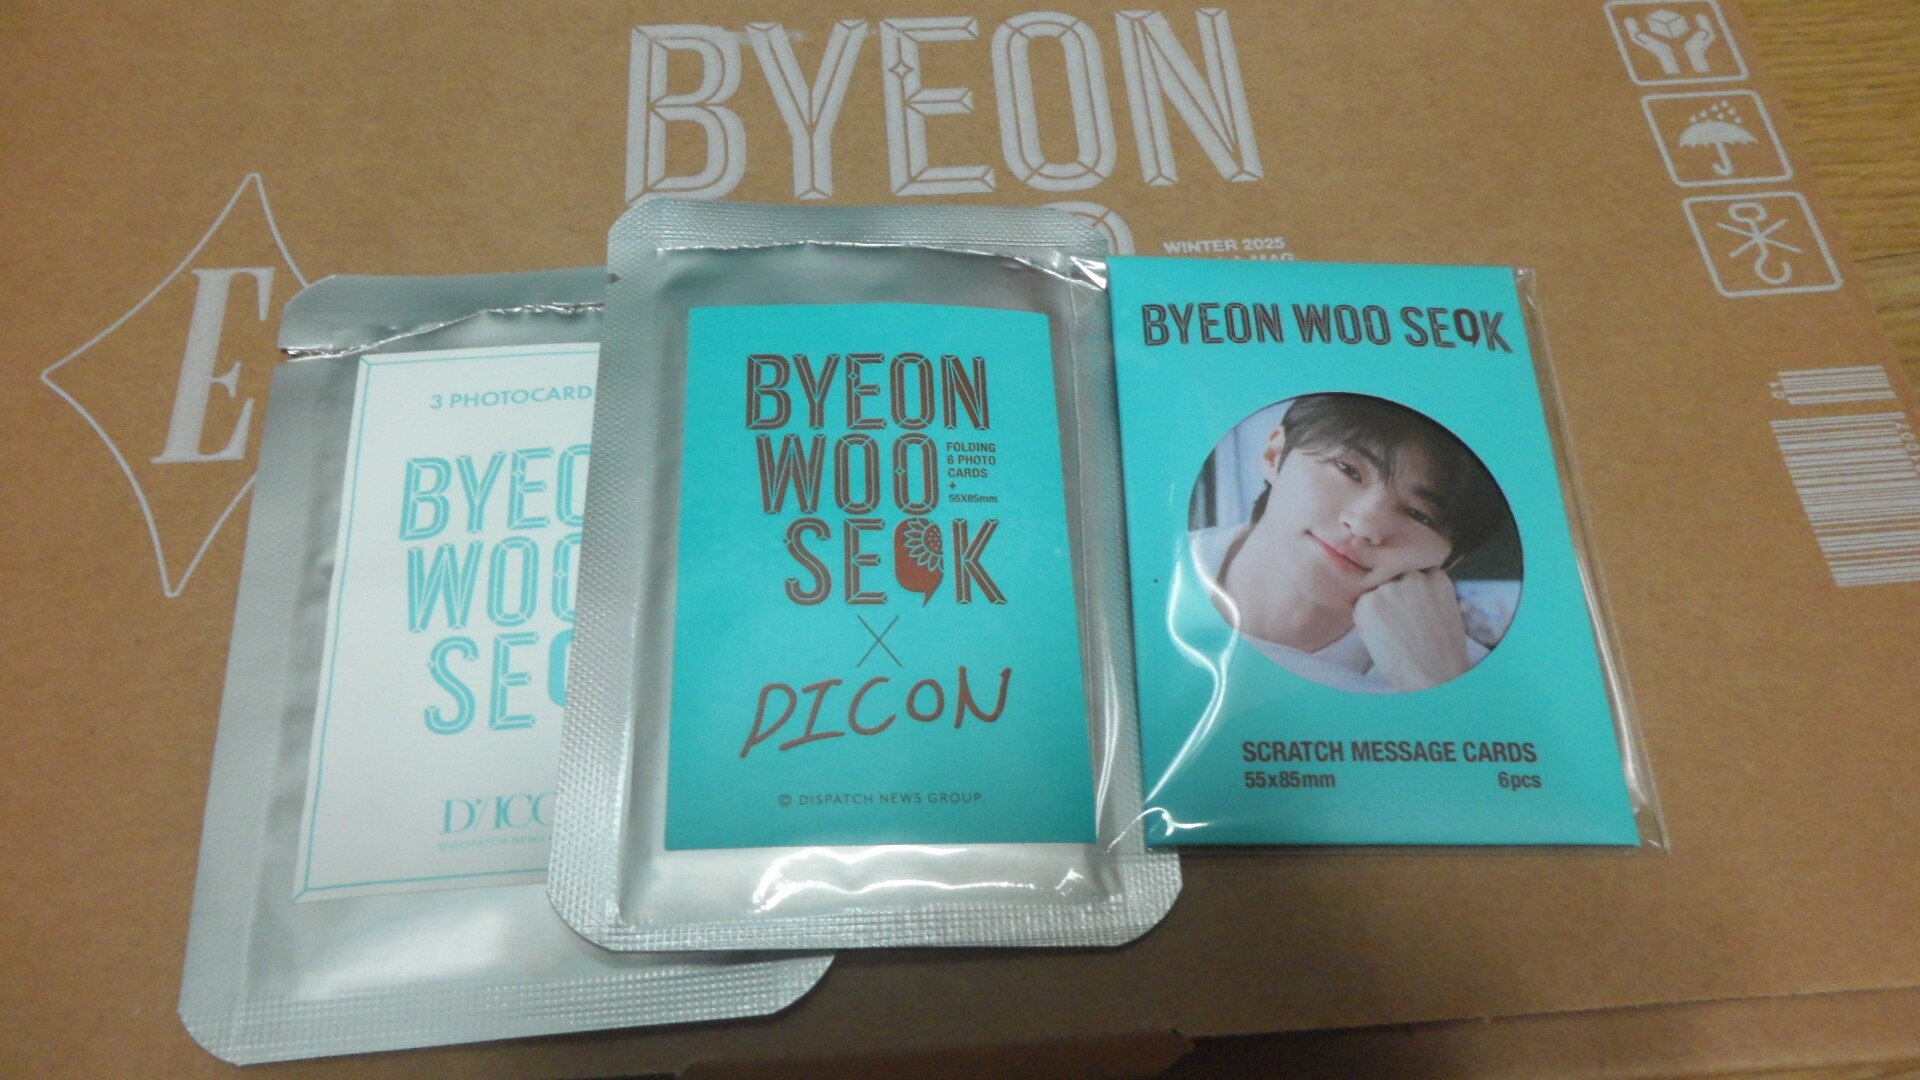 BYEON
WINTER 2025
E
3 PHOTOCARD
BYEO
WOO
SEO
D'ICO
BYEON
WOO
FOLDING
6 PHOTO
CARDS
+
55X85mm
SEOK
X
DICON
© DISPATCH NEWS GROUP
BYEON WOO SEOK
SCRATCH MESSAGE CARDS
55x85mm 6pcs